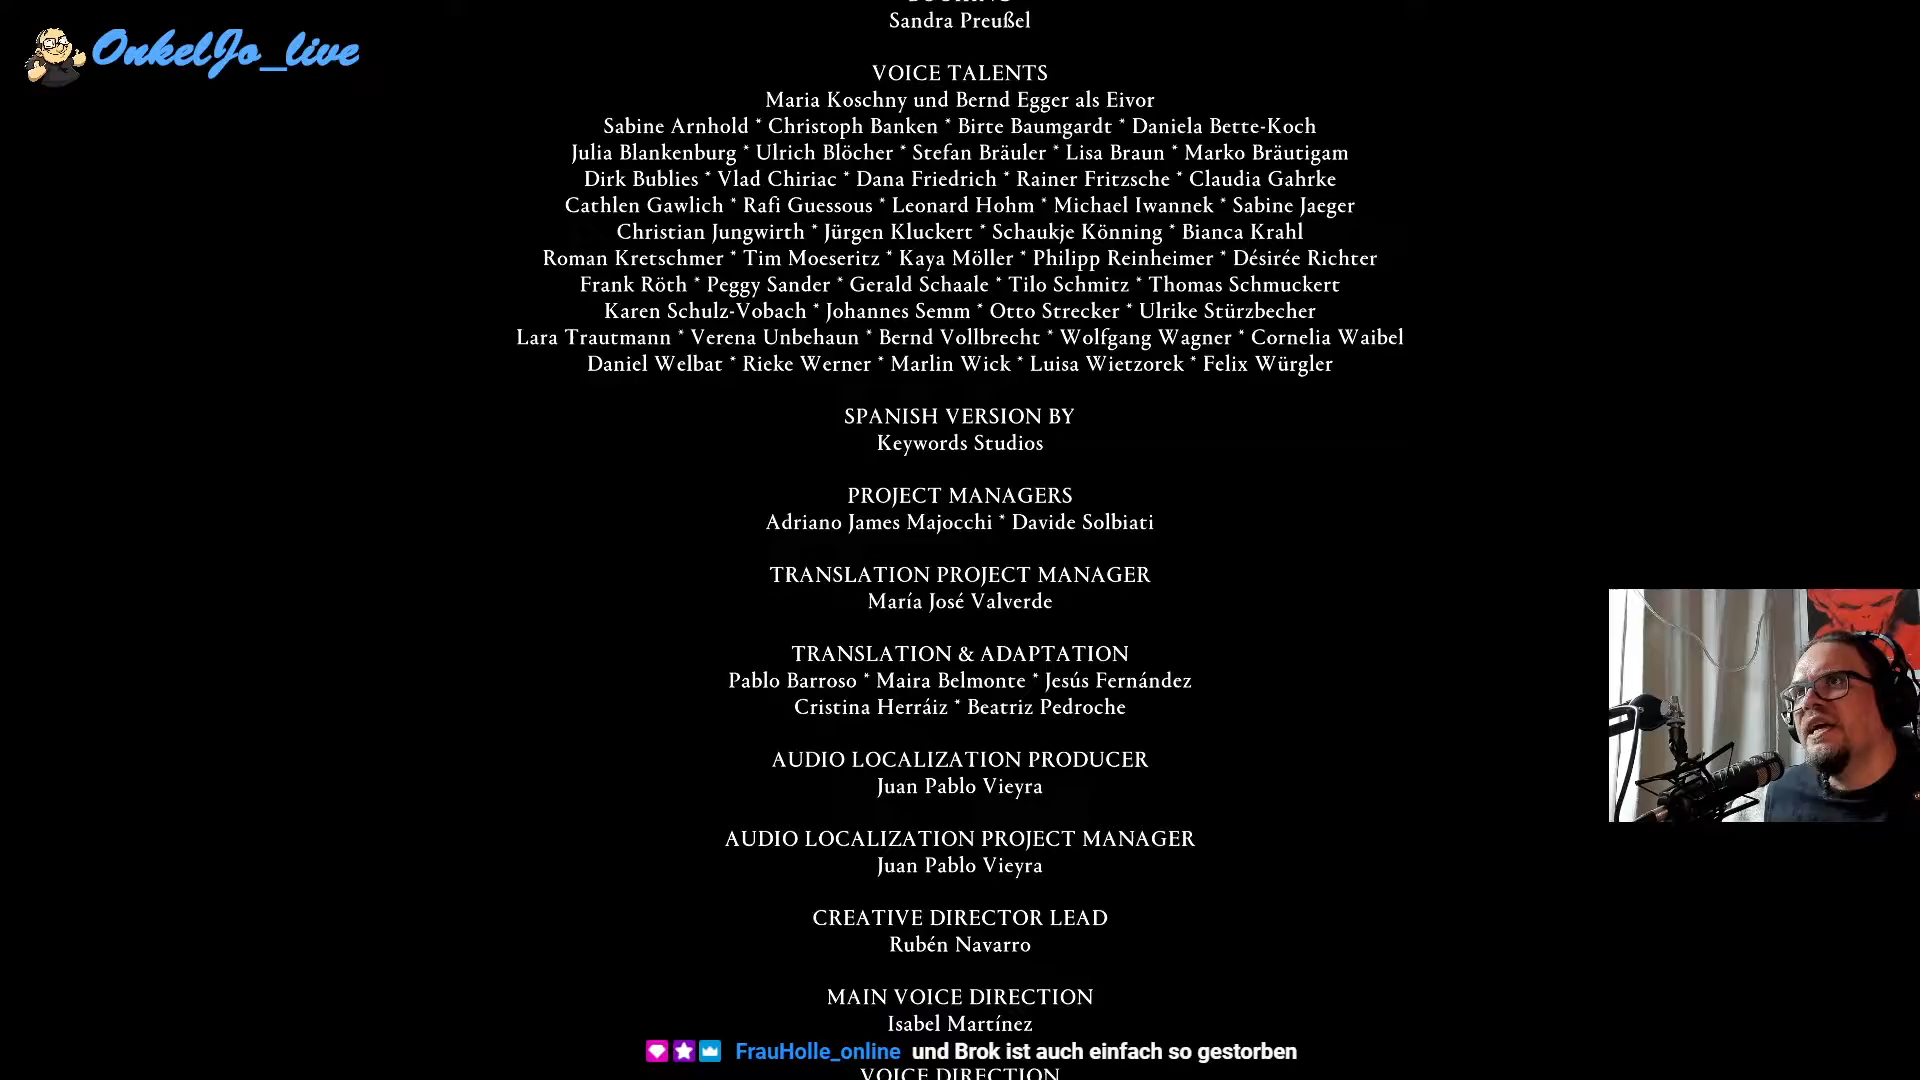 OnkelJo_live
Sandra Preußel
VOICE TALENTS
Maria Koschny und Bernd Egger als Eivor
Sabine Arnhold * Christoph Banken * Birte Baumgardt * Daniela Bette-Koch
Julia Blankenburg * Ulrich Blöcher * Stefan Bräuler * Lisa Braun * Marko Bräutigam
Dirk Bublies * Vlad Chiriac * Dana Friedrich * Rainer Fritzsche * Claudia Gahrke
Cathlen Gawlich * Rafi Guessous * Leonard Hohm * Michael Iwannek * Sabine Jaeger
Christian Jungwirth * Jürgen Kluckert * Schaukje Könning * Bianca Krahl
Roman Kretschmer * Tim Moeseritz * Kaya Möller * Philipp Reinheimer * Désirée Richter
Frank Röth * Peggy Sander * Gerald Schaale * Tilo Schmitz * Thomas Schmuckert
Karen Schulz-Vobach * Johannes Semm * Otto Strecker * Ulrike Stürzbecher
Lara Trautmann * Verena Unbehaun * Bernd Vollbrecht * Wolfgang Wagner * Cornelia Waibel
Daniel Welbat * Rieke Werner * Marlin Wick * Luisa Wietzorek * Felix Würgler
SPANISH VERSION BY
Keywords Studios
PROJECT MANAGERS
Adriano James Majocchi * Davide Solbiati
TRANSLATION PROJECT MANAGER
María José Valverde
TRANSLATION & ADAPTATION
Pablo Barroso * Maira Belmonte * Jesús Fernández
Cristina Herráiz * Beatriz Pedroche
AUDIO LOCALIZATION PRODUCER
Juan Pablo Vieyra
AUDIO LOCALIZATION PROJECT MANAGER
Juan Pablo Vieyra
CREATIVE DIRECTOR LEAD
Rubén Navarro
MAIN VOICE DIRECTION
Isabel Martínez
FrauHolle_online und Brok ist auch einfach so gestorben
VOICE DIRECTION